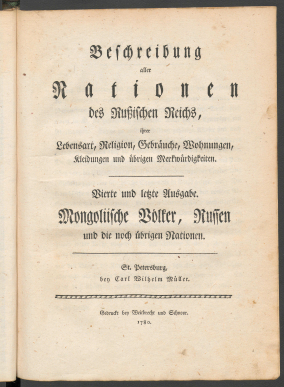 Beschreibung
aller
Nationen
des Rußischen Reichs,
ihrer
Lebensart, Religion, Gebräuche, Wohnungen,
Kleidungen und übrigen Merkwürdigkeiten.
Vierte und letzte Ausgabe.
Mongolische Völker, Russen
und die noch übrigen Nationen.
St. Petersburg,
bey Carl Wilhelm Müller.
Gedruckt bey Weitbrecht und Schnoor.
1780.